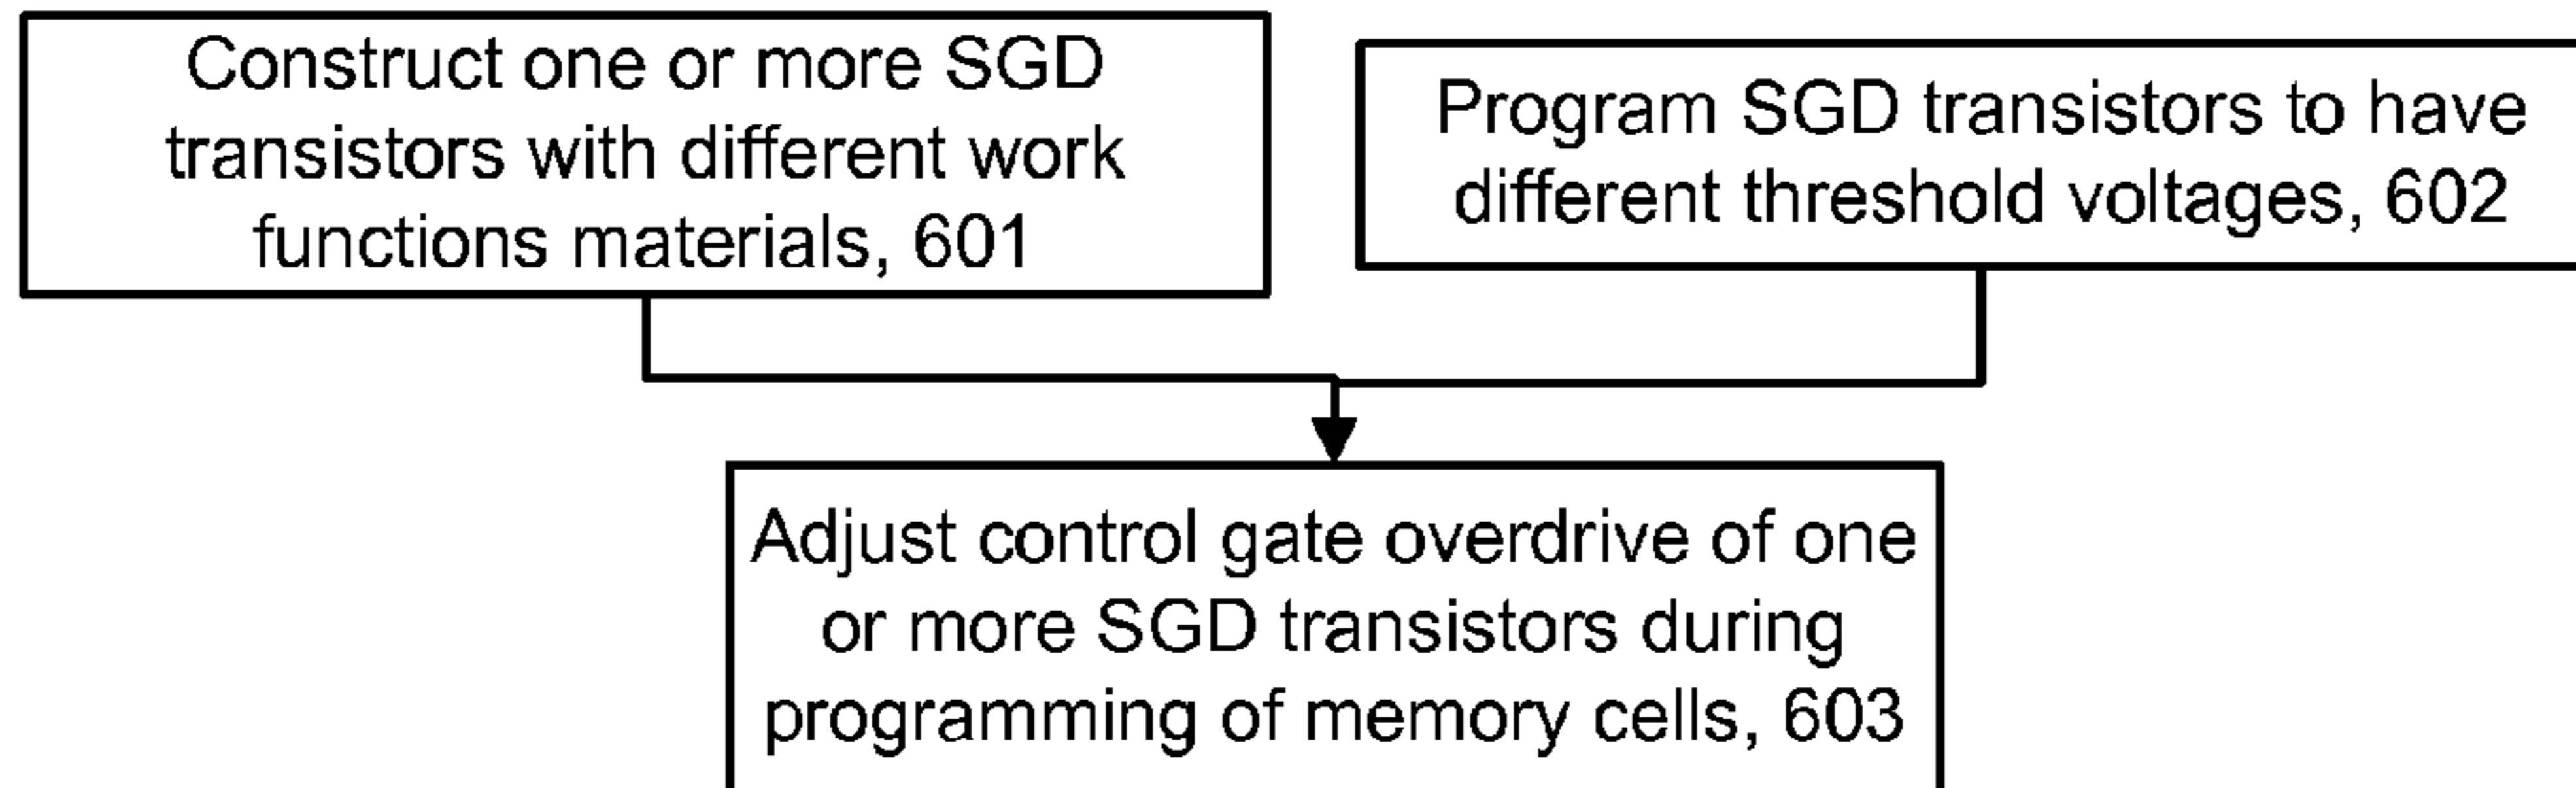 Construct one or more SGD
transistors with different work
functions materials, 601
Program SGD transistors to have
different threshold voltages, 602
Adjust control gate overdrive of one
or more SGD transistors during
programming of memory cells, 603